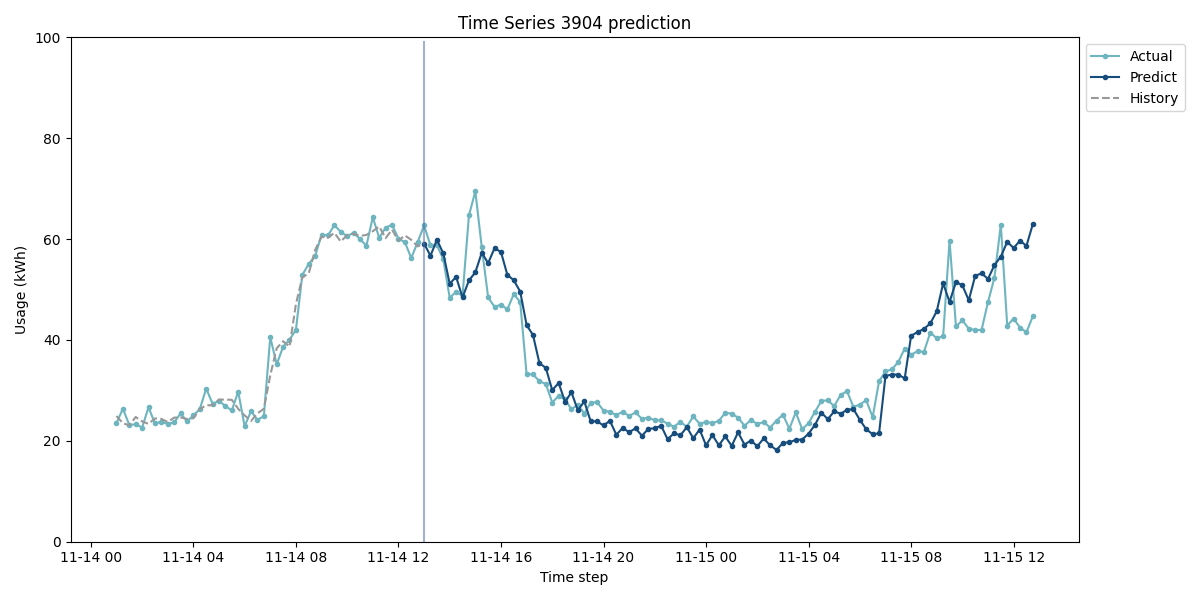 Time Series 3904 prediction
100
80
60
40
20
0
Usage (kWh)
11-14 00
11-14 04
11-14 08
11-14 12
11-14 16
11-14 20
11-15 00
11-15 04
11-15 08
11-15 12
Time step
Actual
Predict
History